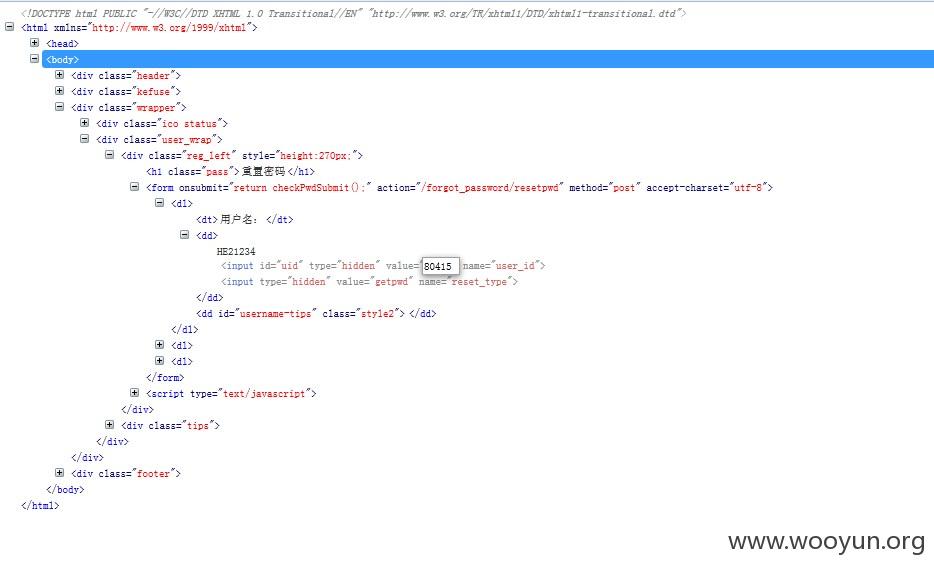 <!DOCTYPE html PUBLIC "-//W3C//DTD XHTML 1.0 Transitional//EN" "http://www.w3.org/TR/xhtml1/DTD/xhtml1-transitional.dtd">
<html xmlns="http://www.w3.org/1999/xhtml">
<head>
<body>
<div class="header">
<div class="kefuse">
<div class="wrapper">
<div class="ico status">
<div class="user_wrap">
<div class="reg_left" style="height:270px;">
<h1 class="pass">重置密码</h1>
<form onsubmit="return checkPwdSubmit();" action="/forgot_password/resetpwd" method="post" accept-charset="utf-8">
<dl>
<dt>用户名：</dt>
<dd>
HE21234
<input id="uid" type="hidden" value="80415 name="user_id">
<input type="hidden" value="getpwd" name="reset_type">
</dd>
<dd id="username-tips" class="style2"></dd>
</dl>
<dl>
<dl>
</form>
<script type="text/javascript">
</div>
<div class="tips">
</div>
</div>
<div class="footer">
</body>
</html>
www.wooyun.org